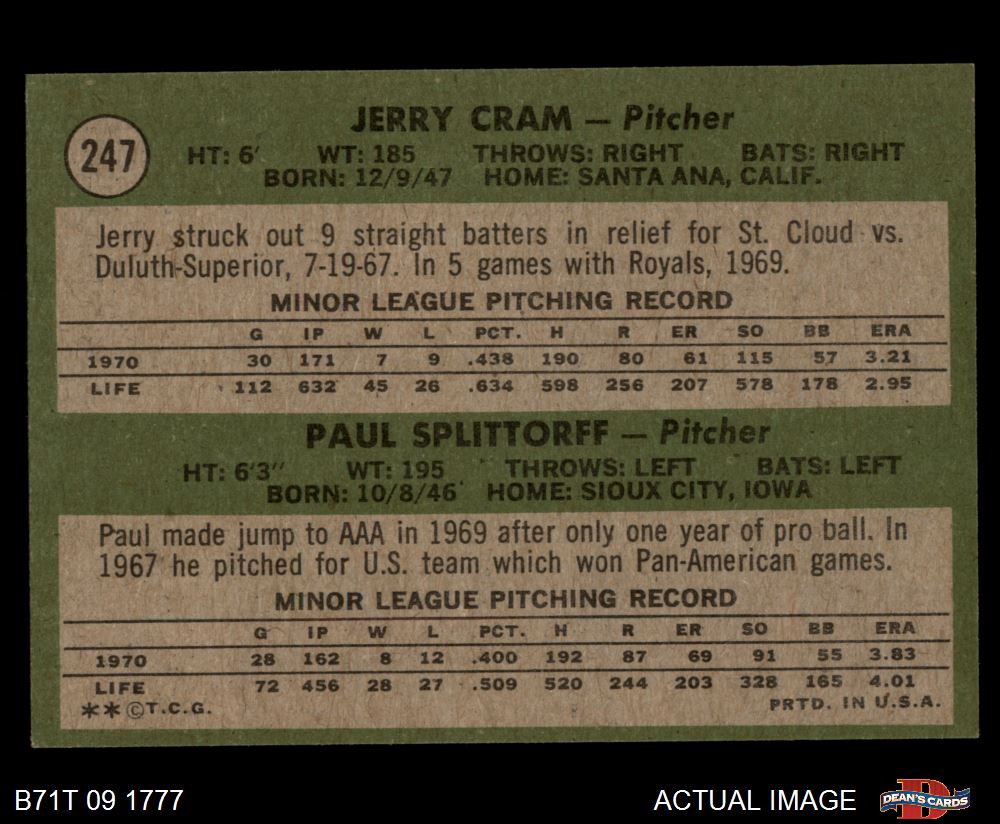 JERRY CRAM — Pitcher
247
HT: 6' WT: 185 THROWS: RIGHT BATS: RIGHT
BORN: 12/9/47 HOME: SANTA ANA, CALIF.
Jerry struck out 9 straight batters in relief for St. Cloud vs.
Duluth-Superior, 7-19-67. In 5 games with Royals, 1969.
MINOR LEAGUE PITCHING RECORD
G IP W L PCT. H R ER SO BB ERA
1970 30 171 7 9 .438 190 80 61 115 57 3.21
LIFE 112 632 45 26 .634 598 256 207 578 178 2.95
PAUL SPLITTORFF — Pitcher
HT: 6'3" WT: 195 THROWS: LEFT BATS: LEFT
BORN: 10/8/46 HOME: SIOUX CITY, IOWA
Paul made jump to AAA in 1969 after only one year of pro ball. In
1967 he pitched for U.S. team which won Pan-American games.
MINOR LEAGUE PITCHING RECORD
G IP W L PCT. H R ER SO BB ERA
1970 28 162 8 12 .400 192 87 69 91 55 3.83
LIFE 72 456 28 27 .509 520 244 203 328 165 4.01
**©T.C.G. PRTD. IN U.S.A.
B71T 09 1777 ACTUAL IMAGE D DEAN'S CARDS